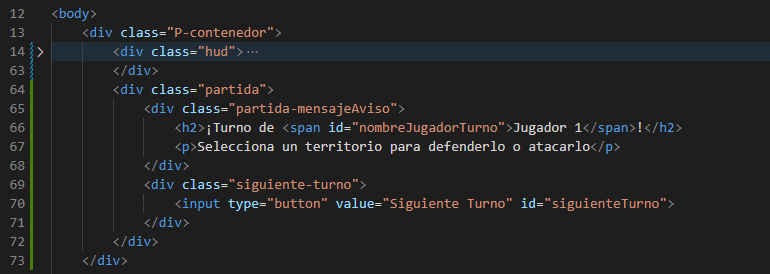 12 <body>
13 <div class="P-contenedor">
14 <div class="hud">⋯
63 </div>
64 <div class="partida">
65 <div class="partida-mensajeAviso">
66 <h2>¡Turno de <span id="nombreJugadorTurno">Jugador 1</span>!</h2>
67 <p>Selecciona un territorio para defenderlo o atacarlo</p>
68 </div>
69 <div class="siguiente-turno">
70 <input type="button" value="Siguiente Turno" id="siguienteTurno">
71 </div>
72 </div>
73 </div>